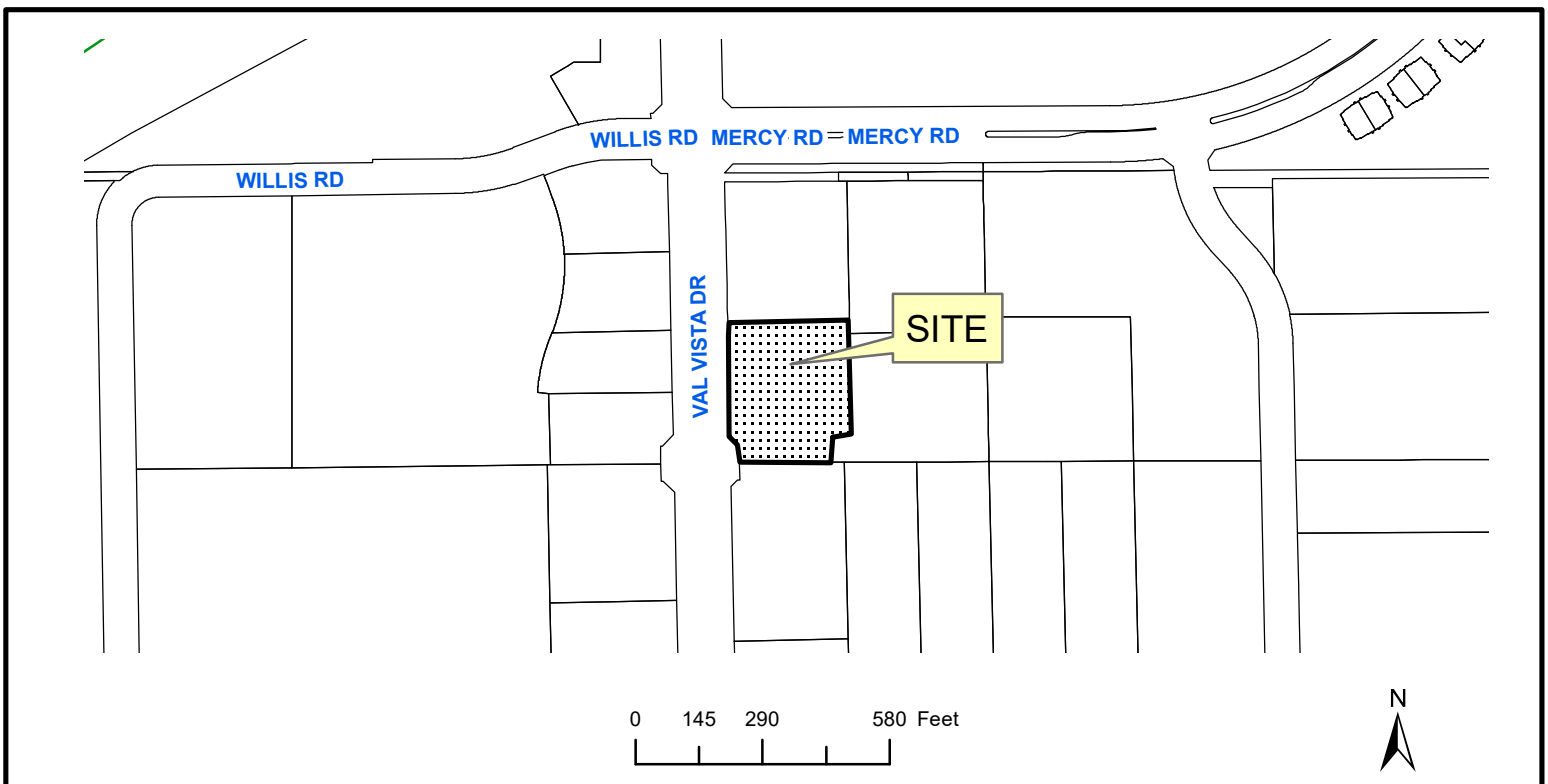 WILLIS RD MERCY RD MERCY RD
WILLIS RD
VAL VISTA DR
SITE
0 145 290 580 Feet
N